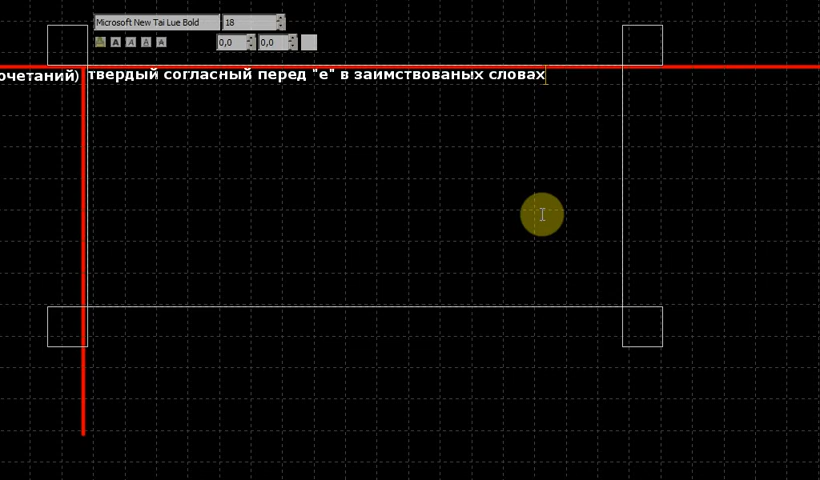 Microsoft New Tai Lue Bold 18
A A A A
0,0 0,0
очетаний) твердый согласный перед "е" в заимствованых словах